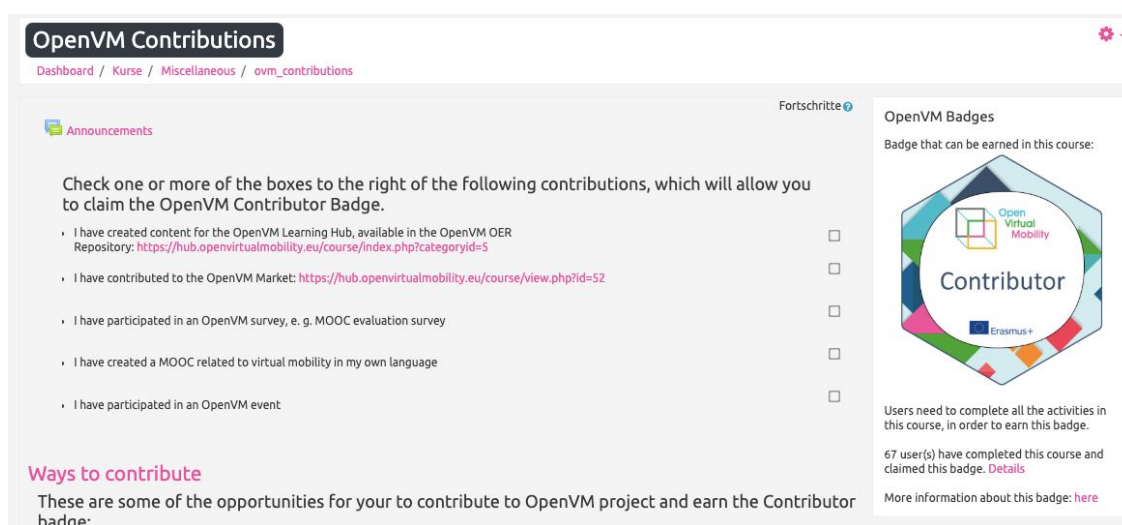 OpenVM Contributions
Dashboard / Kurse / Miscellaneous / ovm_contributions
Fortschritte
Announcements
Check one or more of the boxes to the right of the following contributions, which will allow you
to claim the OpenVM Contributor Badge.
I have created content for the OpenVM Learning Hub, available in the OpenVM OER
Repository: https://hub.openvirtualmobility.eu/course/index.php?categoryid=5
I have contributed to the OpenVM Market: https://hub.openvirtualmobility.eu/course/view.php?id=52
I have participated in an OpenVM survey, e. g. MOOC evaluation survey
I have created a MOOC related to virtual mobility in my own language
I have participated in an OpenVM event
Ways to contribute
These are some of the opportunities for your to contribute to OpenVM project and earn the Contributor
badge:
OpenVM Badges
Badge that can be earned in this course:
Open
Virtual
Mobility
Contributor
Erasmus+
Users need to complete all the activities in
this course, in order to earn this badge.
67 user(s) have completed this course and
claimed this badge. Details
More information about this badge: here